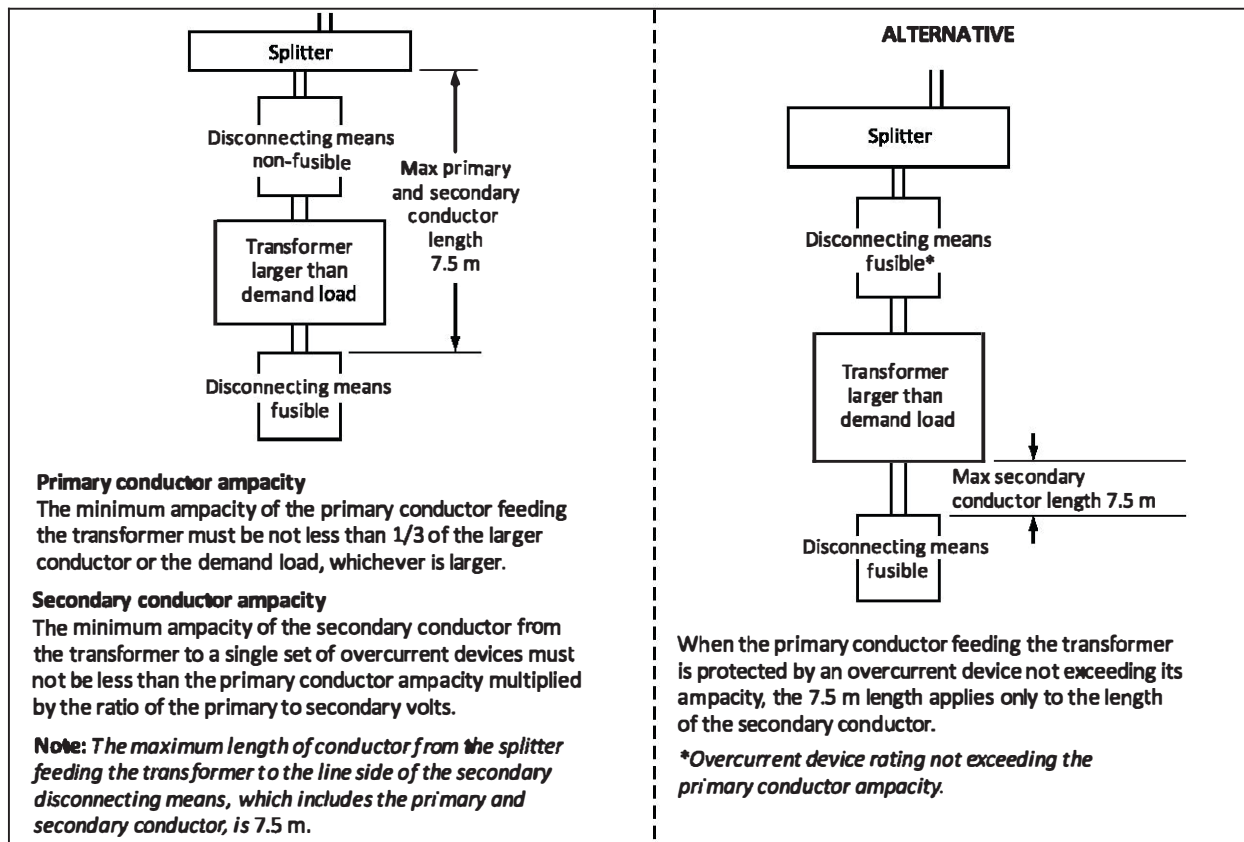 Splitter
Disconnecting means
non-fusible
Max primary
and secondary
conductor
length
7.5 m
Transformer
larger than
demand load
Disconnecting means
fusible
Primary conductor ampacity
The minimum ampacity of the primary conductor feeding
the transformer must be not less than 1/3 of the larger
conductor or the demand load, whichever is larger.
Secondary conductor ampacity
The minimum ampacity of the secondary conductor from
the transformer to a single set of overcurrent devices must
not be less than the primary conductor ampacity multiplied
by the ratio of the primary to secondary volts.
Note: The maximum length of conductor from the splitter
feeding the transformer to the line side of the secondary
disconnecting means, which includes the primary and
secondary conductor, is 7.5 m.
ALTERNATIVE
Splitter
Disconnecting means
fusible*
Transformer
larger than
demand load
Max secondary
conductor length 7.5 m
Disconnecting means
fusible
When the primary conductor feeding the transformer
is protected by an overcurrent device not exceeding its
ampacity, the 7.5 m length applies only to the length
of the secondary conductor.
*Overcurrent device rating not exceeding the
primary conductor ampacity.